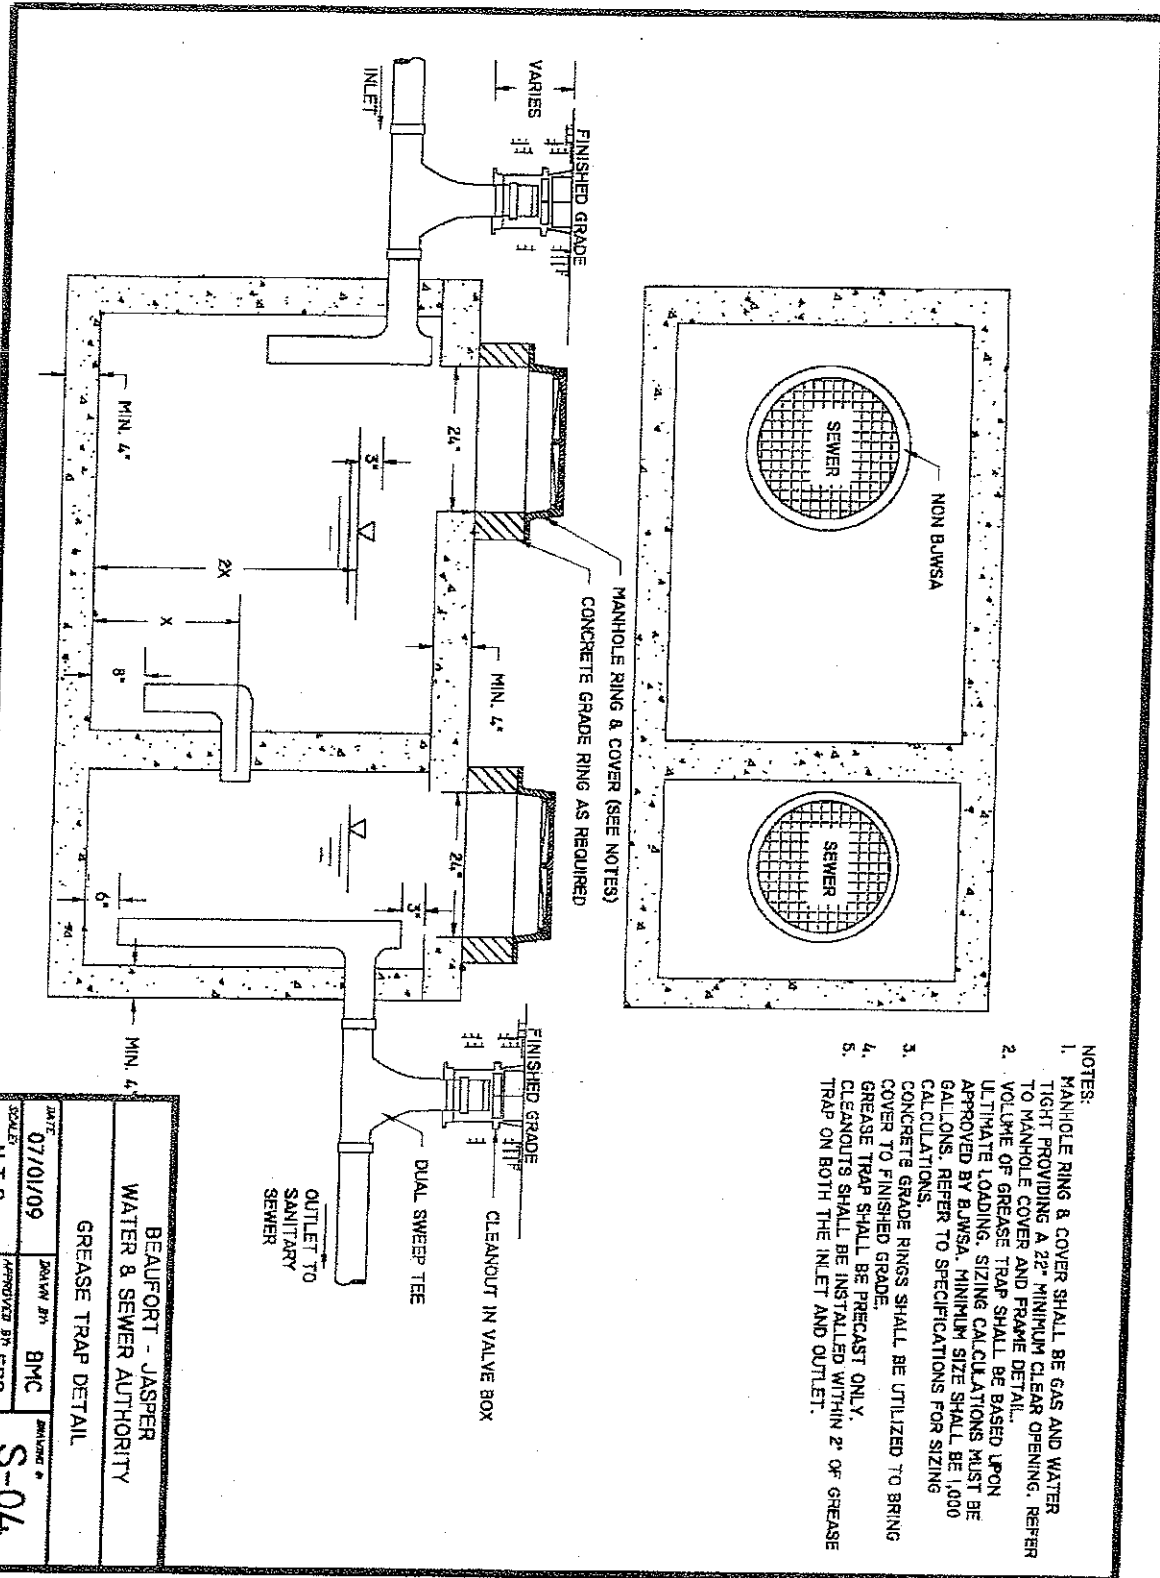 NOTES:
1. MANHOLE RING & COVER SHALL BE GAS AND WATER
TIGHT PROVIDING A 22" MINIMUM CLEAR OPENING. REFER
TO MANHOLE COVER AND FRAME DETAIL.
2. VOLUME OF GREASE TRAP SHALL BE BASED UPON
ULTIMATE LOADING. SIZING CALCULATIONS MUST BE
APPROVED BY BJWSA. MINIMUM SIZE SHALL BE 1,000
GALLONS. REFER TO SPECIFICATIONS FOR SIZING
CALCULATIONS.
3. CONCRETE GRADE RINGS SHALL BE UTILIZED TO BRING
COVER TO FINISHED GRADE.
4. GREASE TRAP SHALL BE PRECAST ONLY.
5. CLEANOUTS SHALL BE INSTALLED WITHIN 2' OF GREASE
TRAP ON BOTH THE INLET AND OUTLET.
NON BJWSA
SEWER
SEWER
MANHOLE RING & COVER (SEE NOTES)
CONCRETE GRADE RING AS REQUIRED
VARIES
FINISHED GRADE
INLET
24"
3"
MIN. 4"
2X
X
8"
MIN. 4"
24"
3"
6"
MIN. 4"
FINISHED GRADE
CLEANOUT IN VALVE BOX
DUAL SWEEP TEE
OUTLET TO
SANITARY
SEWER
BEAUFORT - JASPER
WATER & SEWER AUTHORITY
GREASE TRAP DETAIL
DATE 07/01/09
DRAWN BY: BMC
DRAWING #
S-04
SCALE:
APPROVED BY: